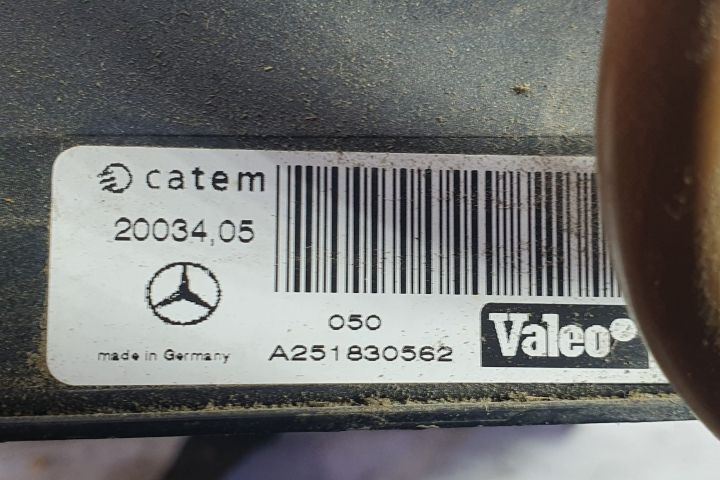 catem
20034,05
050
made in Germany
A251830562
Valeo